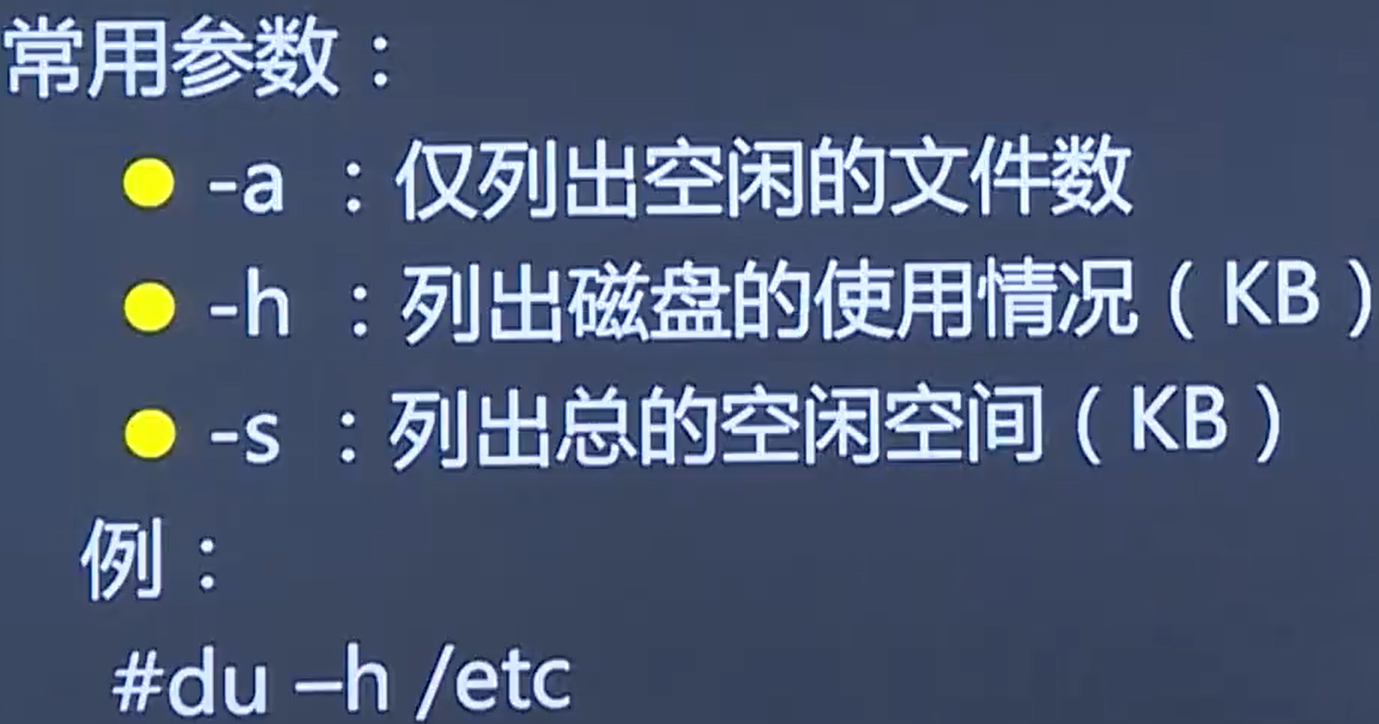 常用参数：
-a ：仅列出空闲的文件数
-h ：列出磁盘的使用情况（KB）
-s ：列出总的空闲空间（KB）
例：
#du –h /etc